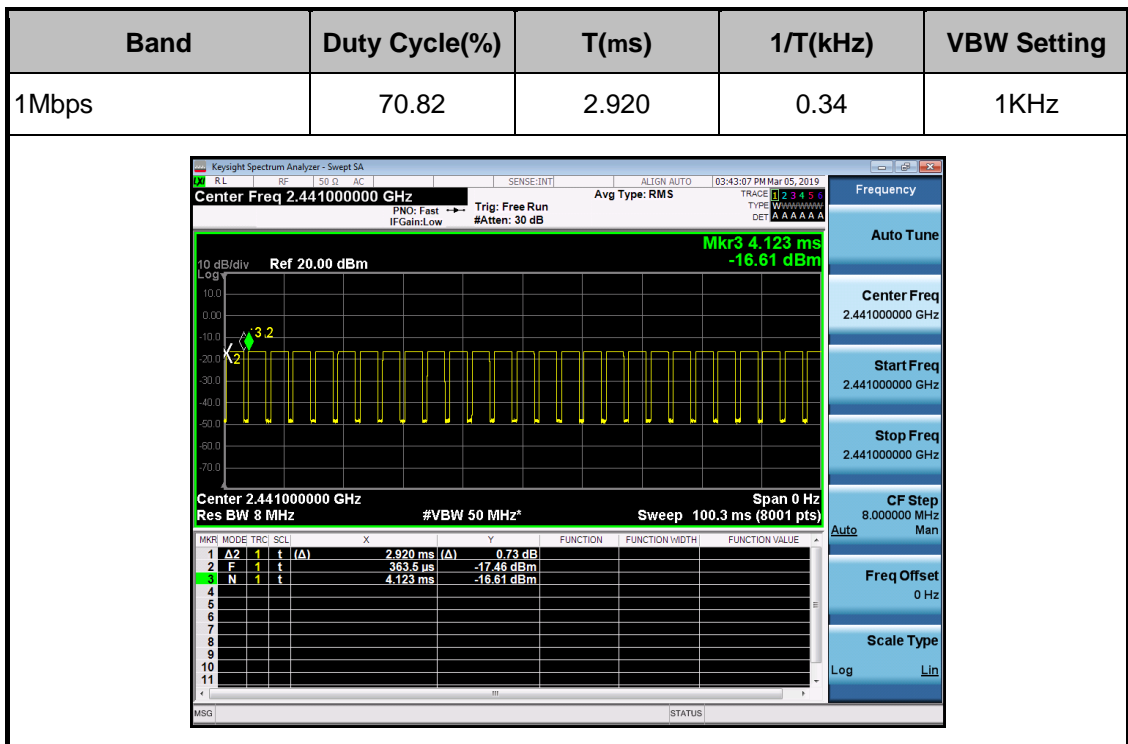 Band Duty Cycle(%) T(ms) 1/T(kHz) VBW Setting
1Mbps 70.82 2.920 0.34 1KHz
Keysight Spectrum Analyzer - Swept SA
RL RF 50 Ω AC SENSE:INT ALIGN AUTO 03:43:07 PM Mar 05, 2019
Center Freq 2.441000000 GHz
PNO: Fast
IFGain:Low
Trig: Free Run
#Atten: 30 dB
Avg Type: RMS
TRACE 1 2 3 4 5 6
TYPE WWWWWW
DET A A A A A A
Mkr3 4.123 ms
-16.61 dBm
10 dB/div Ref 20.00 dBm
Log
10.0
0.00
-10.0
-20.0
-30.0
-40.0
-50.0
-60.0
-70.0
3.2
2
Center 2.441000000 GHz Span 0 Hz
Res BW 8 MHz #VBW 50 MHz* Sweep 100.3 ms (8001 pts)
MKR MODE TRC SCL X Y FUNCTION FUNCTION WIDTH FUNCTION VALUE
1 Δ2 1 t (Δ) 2.920 ms (Δ) 0.73 dB
2 F 1 t 363.5 µs -17.46 dBm
3 N 1 t 4.123 ms -16.61 dBm
4
5
6
7
8
9
10
11
MSG STATUS
Frequency
Auto Tune
Center Freq
2.441000000 GHz
Start Freq
2.441000000 GHz
Stop Freq
2.441000000 GHz
CF Step
8.000000 MHz
Auto Man
Freq Offset
0 Hz
Scale Type
Log Lin